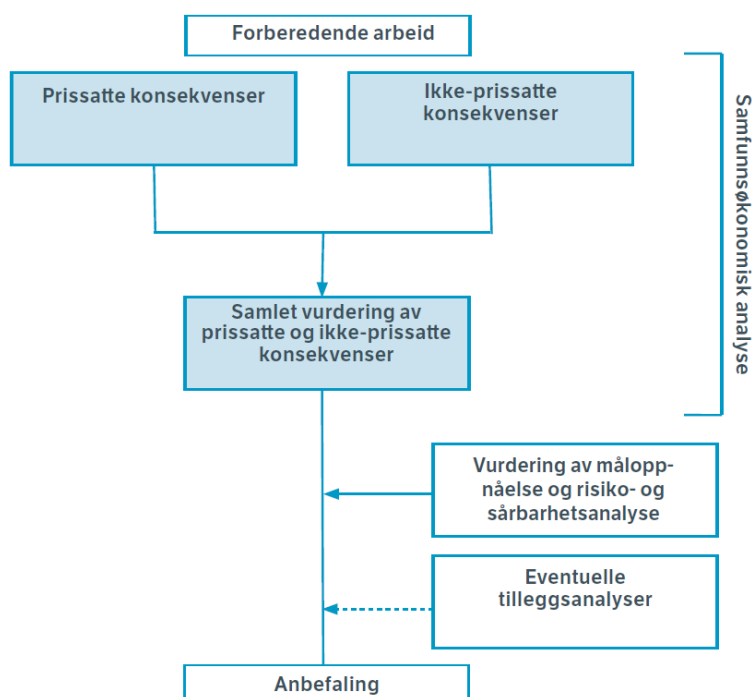 Forberedende arbeid
Prissatte konsekvenser
Ikke-prissatte
konsekvenser
Samfunnsøkonomisk analyse
Samlet vurdering av
prissatte og ikke-prissatte
konsekvenser
Vurdering av målopp-
nåelse og risiko- og
sårbarhetsanalyse
Eventuelle
tilleggsanalyser
Anbefaling